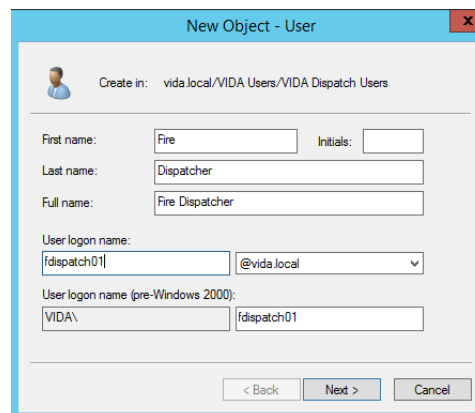 New Object - User
x
Create in: vida.local/VIDA Users/VIDA Dispatch Users
First name: Fire Initials:
Last name: Dispatcher
Full name: Fire Dispatcher
User logon name:
fdispatch01 @vida.local
User logon name (pre-Windows 2000):
VIDA\ fdispatch01
< Back Next > Cancel